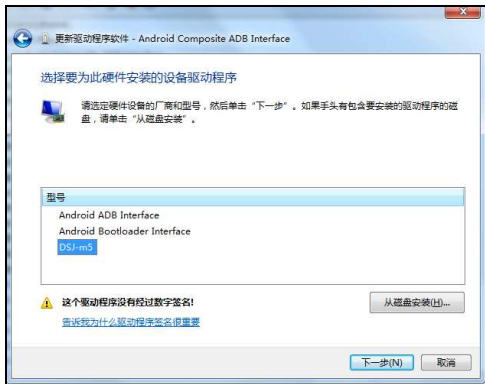 更新驱动程序软件 - Android Composite ADB Interface
选择要为此硬件安装的设备驱动程序
请选定硬件设备的厂商和型号，然后单击“下一步”。如果手头有包含要安装的驱动程序的磁
盘，请单击“从磁盘安装”。
型号
Android ADB Interface
Android Bootloader Interface
DSJ-m5
这个驱动程序没有经过数字签名!
从磁盘安装(H)...
告诉我为什么驱动程序签名很重要
下一步(N)
取消